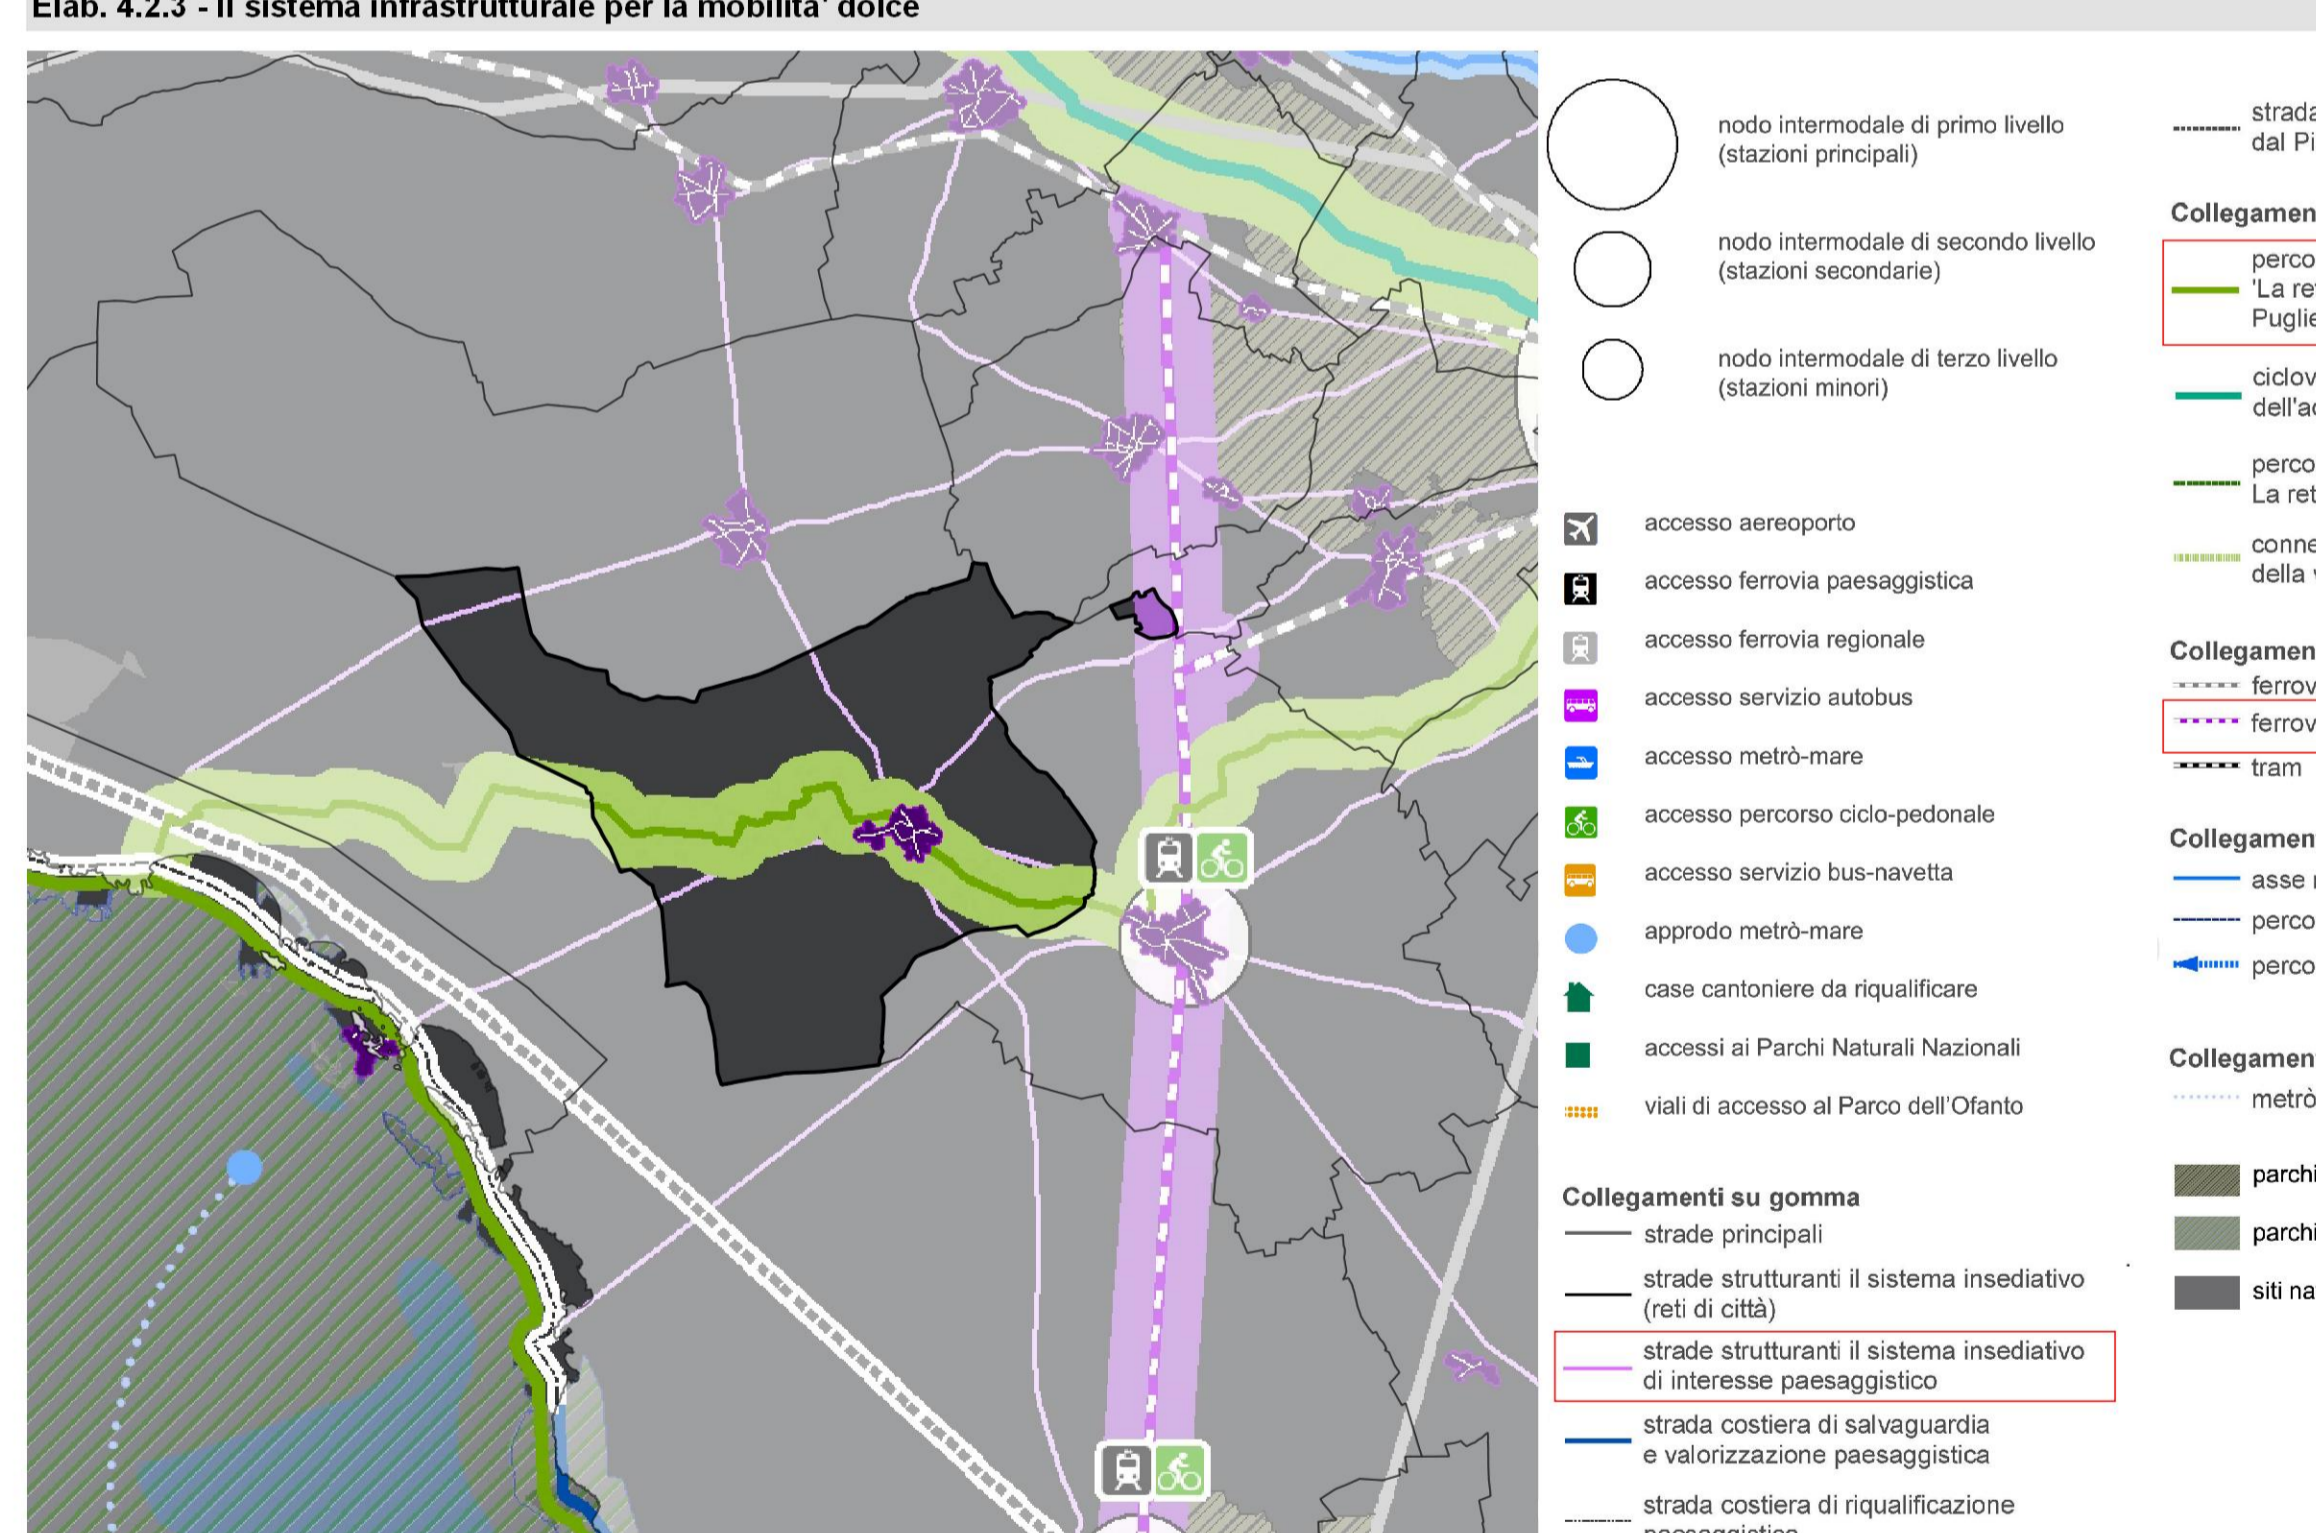 Elab. 4.2.3 - Il sistema infrastrutturale per la mobilita' dolce
nodo intermodale di primo livello
(stazioni principali)
nodo intermodale di secondo livello
(stazioni secondarie)
nodo intermodale di terzo livello
(stazioni minori)
accesso aereoporto
accesso ferrovia paesaggistica
accesso ferrovia regionale
accesso servizio autobus
accesso metrò-mare
accesso percorso ciclo-pedonale
accesso servizio bus-navetta
approdo metrò-mare
case cantoniere da riqualificare
accessi ai Parchi Naturali Nazionali
viali di accesso al Parco dell'Ofanto
Collegamenti su gomma
strade principali
strade strutturanti il sistema insediativo
(reti di città)
strade strutturanti il sistema insediativo
di interesse paesaggistico
strada costiera di salvaguardia
e valorizzazione paesaggistica
strada costiera di riqualificazione
paesaggistica
strada
dal Pi
Collegamen
perco
'La re
Puglie
ciclov
dell'a
perco
La ret
conne
della
Collegamen
ferrov
ferrov
tram
Collegamen
asse
perco
perco
Collegamen
metrò
parchi
parchi
siti na